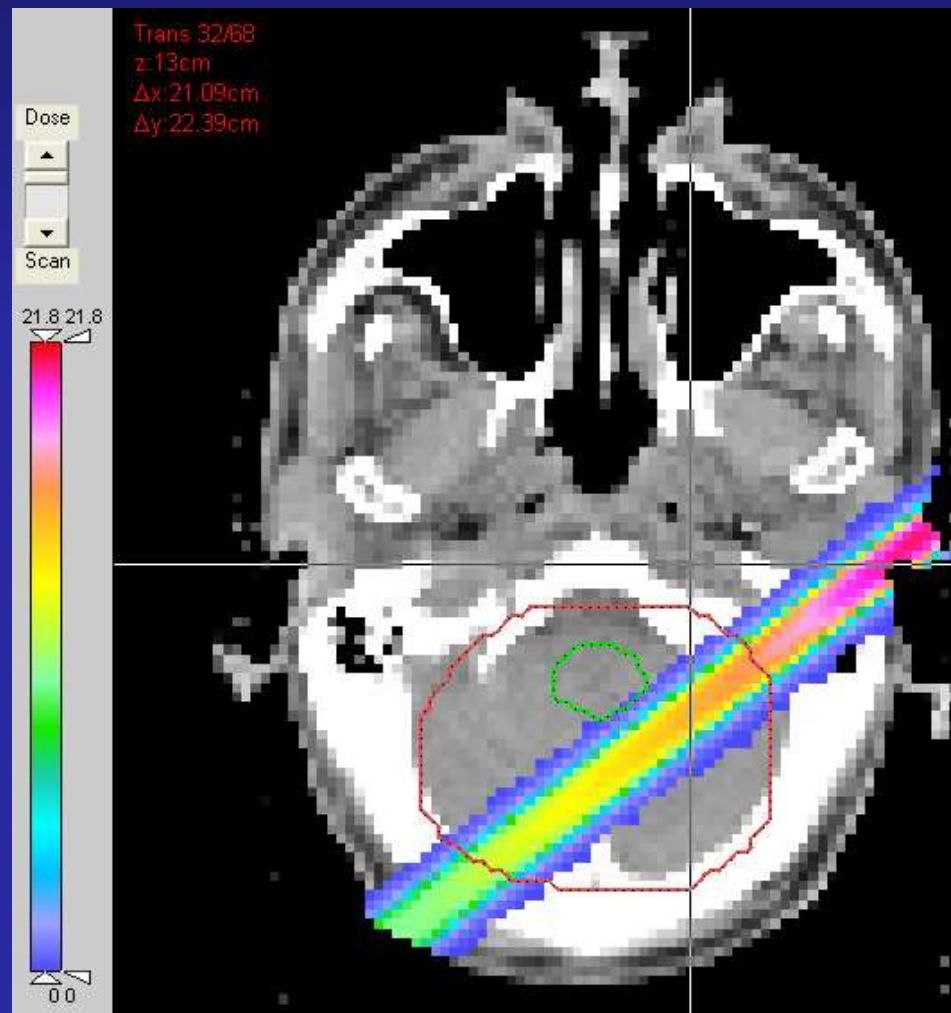 Trans 32/68
z:13cm
Δx:21.09cm
Δy:22.39cm
Dose
Scan
21.8 21.8
0 0